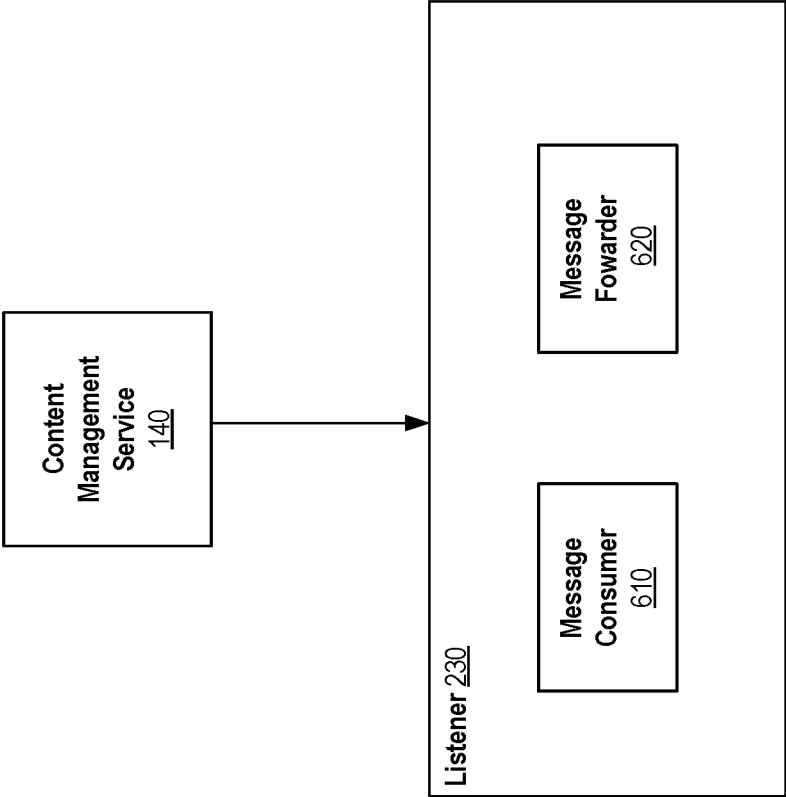 Content
Management
Service
140
Listener 230
Message
Consumer
610
Message
Fowarder
620